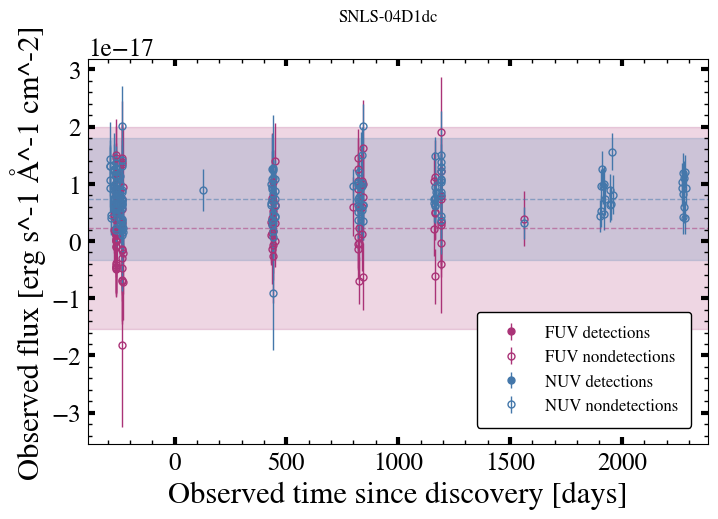 SNLS-04D1dc
1e−17
Observed flux [erg s^-1 Å^-1 cm^-2]
3
2
1
0
−1
−2
−3
FUV detections
FUV nondetections
NUV detections
NUV nondetections
0 500 1000 1500 2000
Observed time since discovery [days]